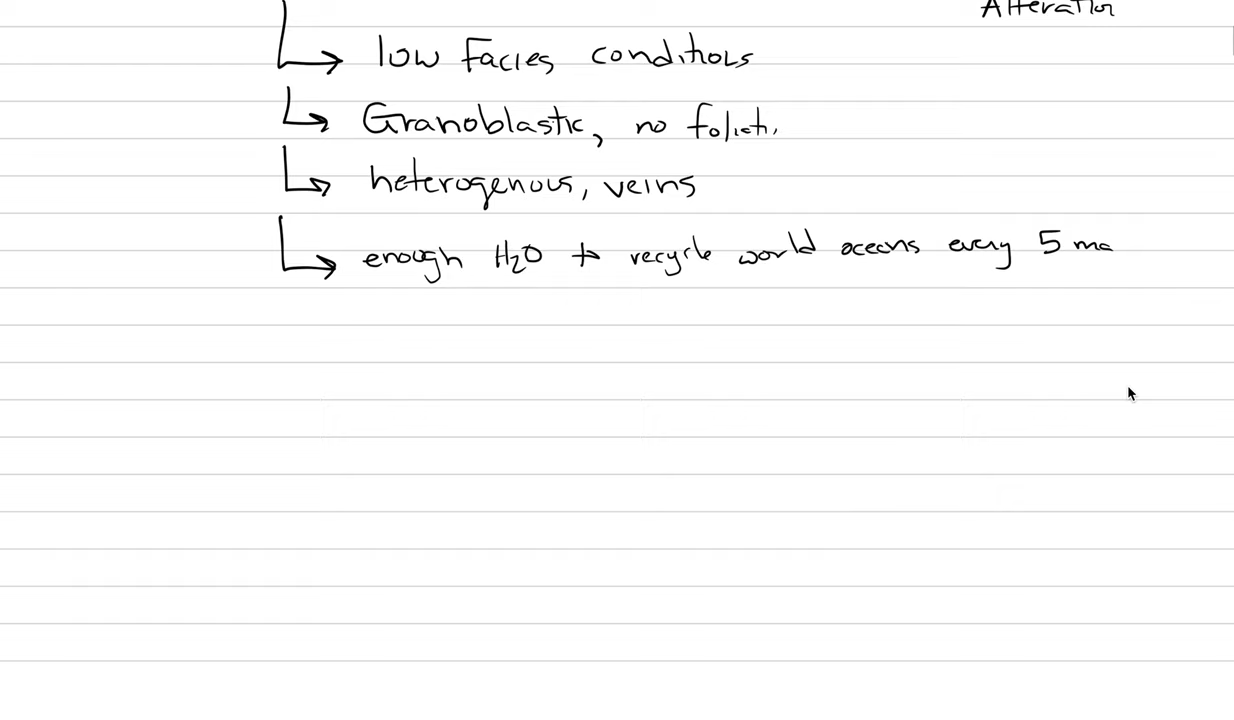 Alteration
low facies conditions
Granoblastic, no foliati.
heterogenous, veins
enough H₂O to recycle world oceans every 5 ma